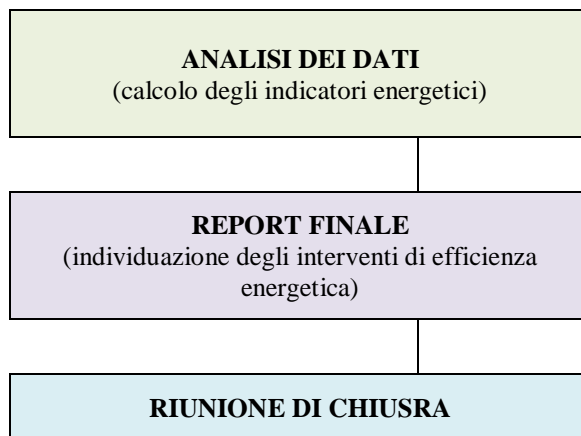 ANALISI DEI DATI
(calcolo degli indicatori energetici)
REPORT FINALE
(individuazione degli interventi di efficienza
energetica)
RIUNIONE DI CHIUSRA